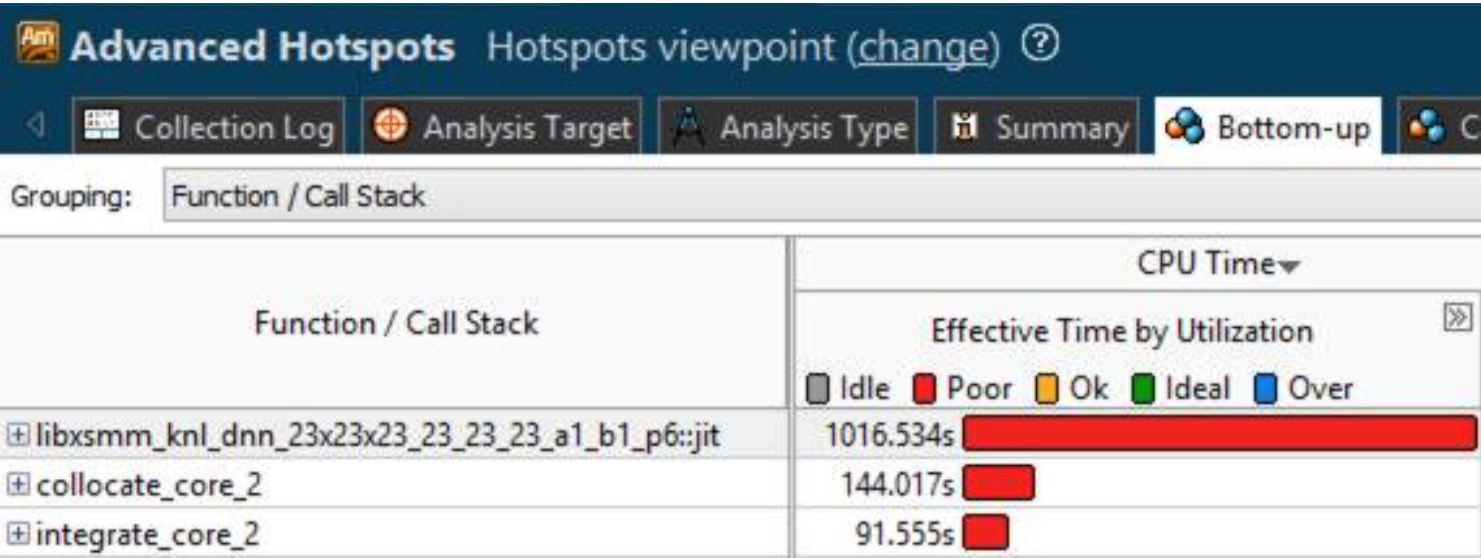 Am Advanced Hotspots Hotspots viewpoint (change) ?
Collection Log Analysis Target Analysis Type Summary Bottom-up C
Grouping: Function / Call Stack
CPU Time
Function / Call Stack
Effective Time by Utilization
Idle Poor Ok Ideal Over
libxsmm_knl_dnn_23x23x23_23_23_23_a1_b1_p6::jit 1016.534s
collocate_core_2 144.017s
integrate_core_2 91.555s